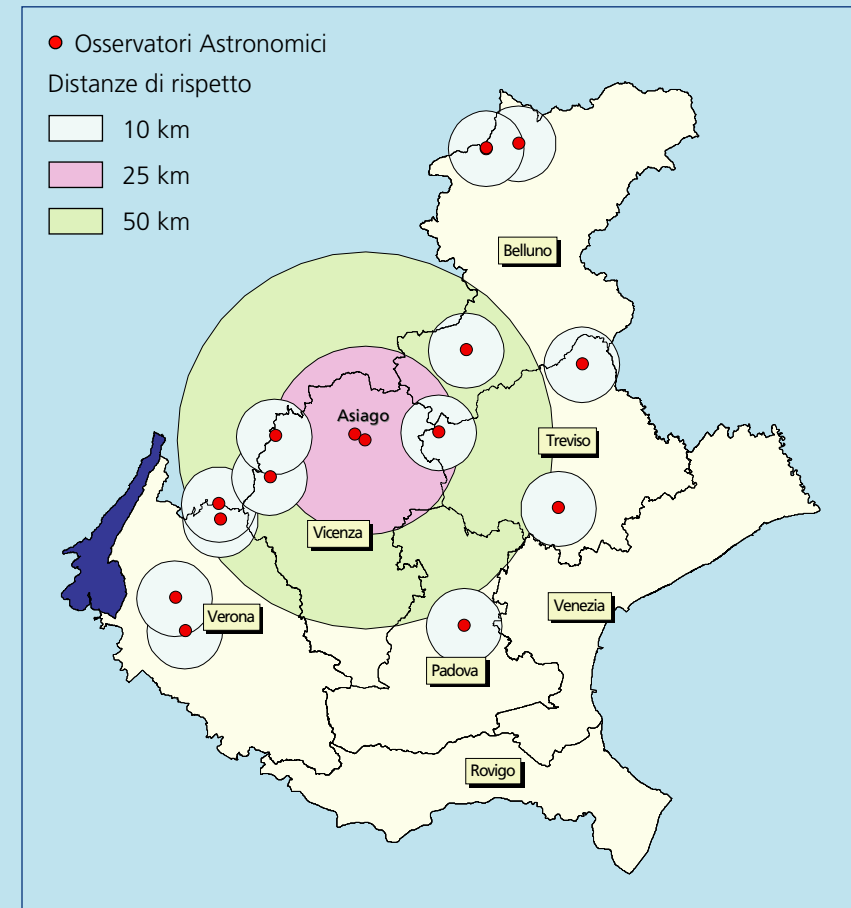 Osservatori Astronomici
Distanze di rispetto
10 km
25 km
50 km
Belluno
Asiago
Treviso
Vicenza
Venezia
Verona
Padova
Rovigo